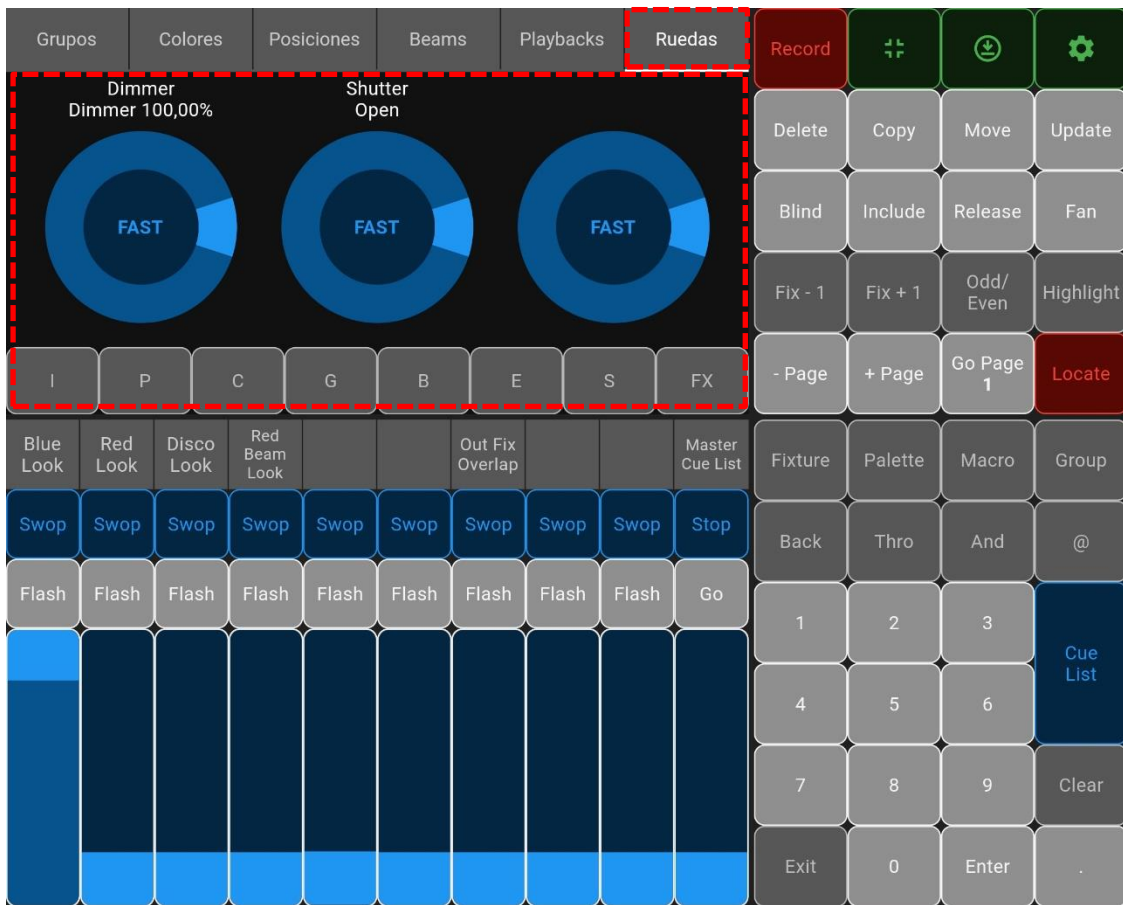 Grupos
Colores
Posiciones
Beams
Playbacks
Ruedas
Record
Dimmer
Dimmer 100,00%
Shutter
Open
FAST
FAST
FAST
Delete
Copy
Move
Update
Blind
Include
Release
Fan
Fix - 1
Fix + 1
Odd/
Even
Highlight
I
P
C
G
B
E
S
FX
- Page
+ Page
Go Page
1
Locate
Blue
Look
Red
Look
Disco
Look
Red
Beam
Look
Out Fix
Overlap
Master
Cue List
Fixture
Palette
Macro
Group
Swop
Swop
Swop
Swop
Swop
Swop
Swop
Swop
Swop
Stop
Back
Thro
And
@
Flash
Flash
Flash
Flash
Flash
Flash
Flash
Flash
Flash
Go
1
2
3
Cue
List
4
5
6
7
8
9
Clear
Exit
0
Enter
.